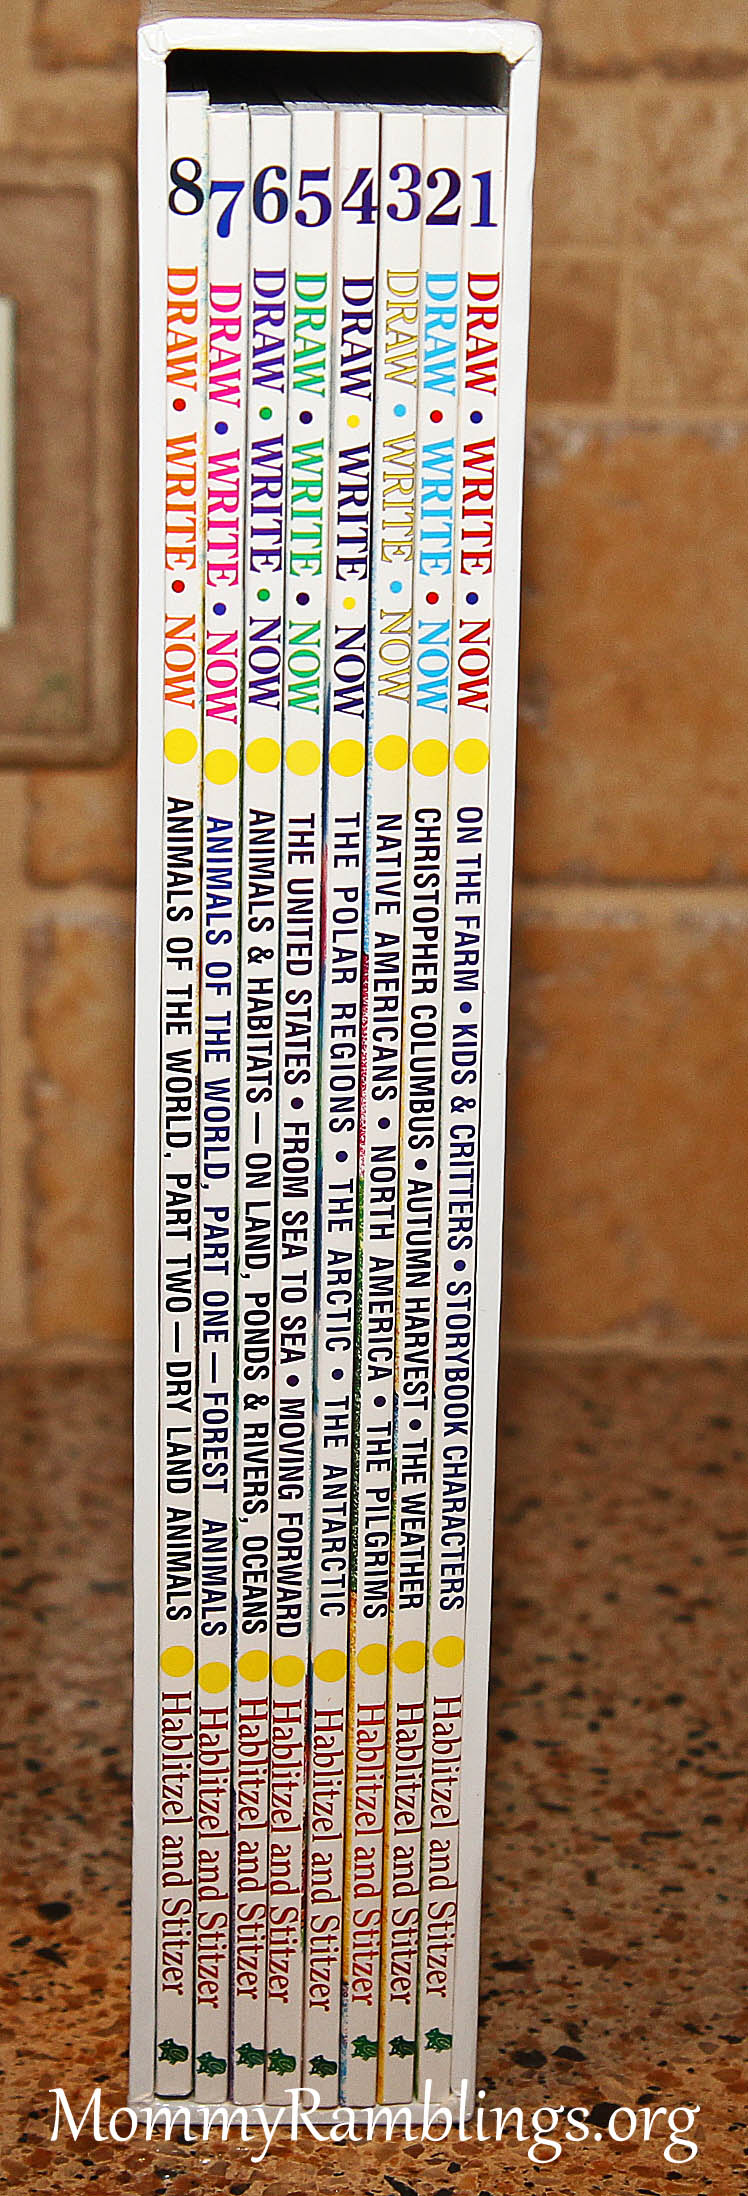 8 DRAW • WRITE • NOW ANIMALS OF THE WORLD, PART TWO — DRY LAND ANIMALS Hablitzel and Stitzer
7 DRAW • WRITE • NOW ANIMALS OF THE WORLD, PART ONE — FOREST ANIMALS Hablitzel and Stitzer
6 DRAW • WRITE • NOW ANIMALS & HABITATS — ON LAND, PONDS & RIVERS, OCEANS Hablitzel and Stitzer
5 DRAW • WRITE • NOW THE UNITED STATES • FROM SEA TO SEA • MOVING FORWARD Hablitzel and Stitzer
4 DRAW • WRITE • NOW THE POLAR REGIONS • THE ARCTIC • THE ANTARCTIC Hablitzel and Stitzer
3 DRAW • WRITE • NOW NATIVE AMERICANS • NORTH AMERICA • THE PILGRIMS Hablitzel and Stitzer
2 DRAW • WRITE • NOW CHRISTOPHER COLUMBUS • AUTUMN HARVEST • THE WEATHER Hablitzel and Stitzer
1 DRAW • WRITE • NOW ON THE FARM • KIDS & CRITTERS • STORYBOOK CHARACTERS Hablitzel and Stitzer
MommyRamblings.org